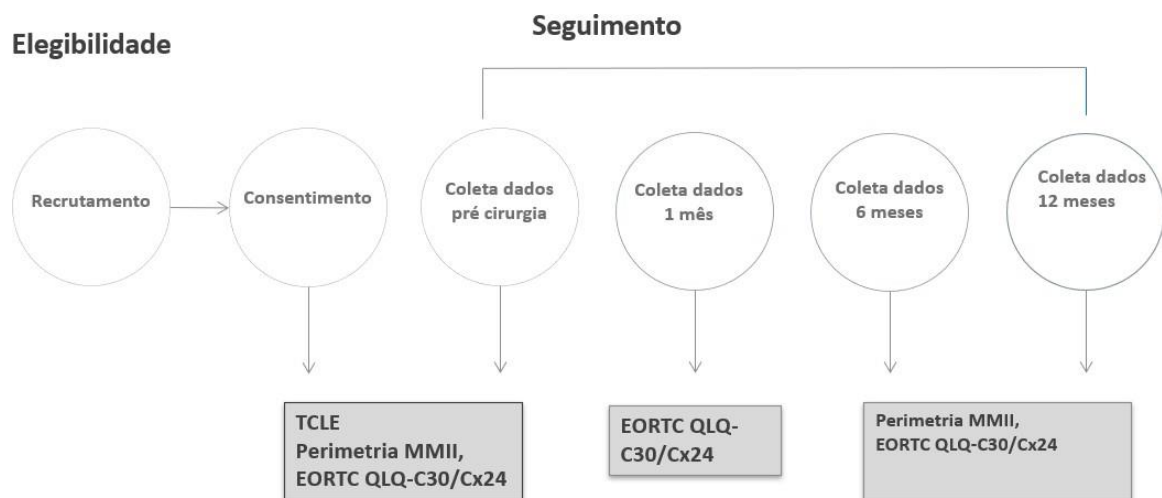 Seguimento
Elegibilidade
Recrutamento
Consentimento
Coleta dados
pré cirurgia
Coleta dados
1 mês
Coleta dados
6 meses
Coleta dados
12 meses
TCLE
Perimetria MMII,
EORTC QLQ-C30/Cx24
EORTC QLQ-
C30/Cx24
Perimetria MMII,
EORTC QLQ-C30/Cx24